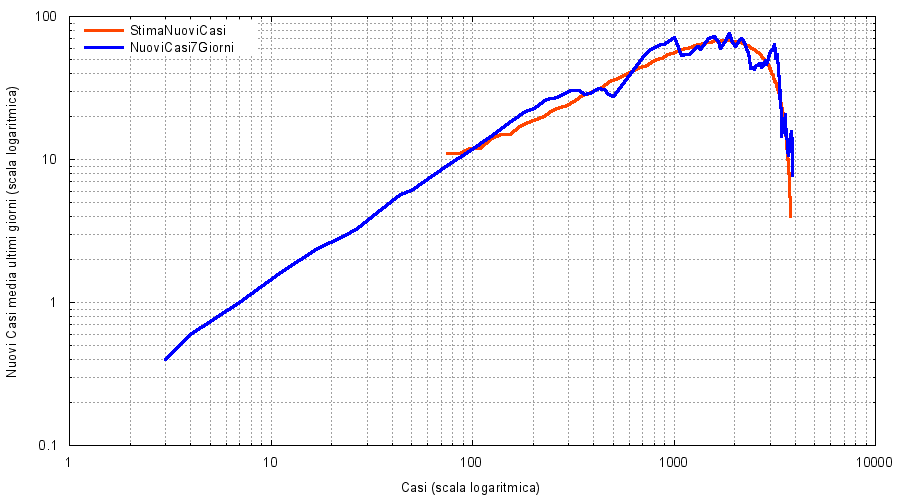 100
StimaNuoviCasi
NuoviCasi7Giorni
10
1
0.1
Nuovi Casi media ultimi giorni (scala logaritmica)
1
10
100
1000
10000
Casi (scala logaritmica)